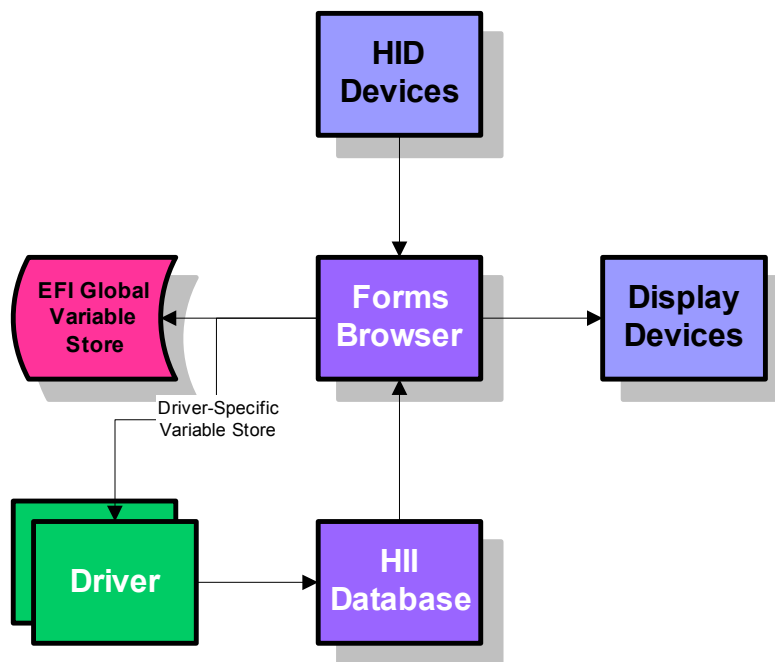 HID
Devices
EFI Global
Variable
Store
Forms
Browser
Display
Devices
Driver-Specific
Variable Store
Driver
HII
Database